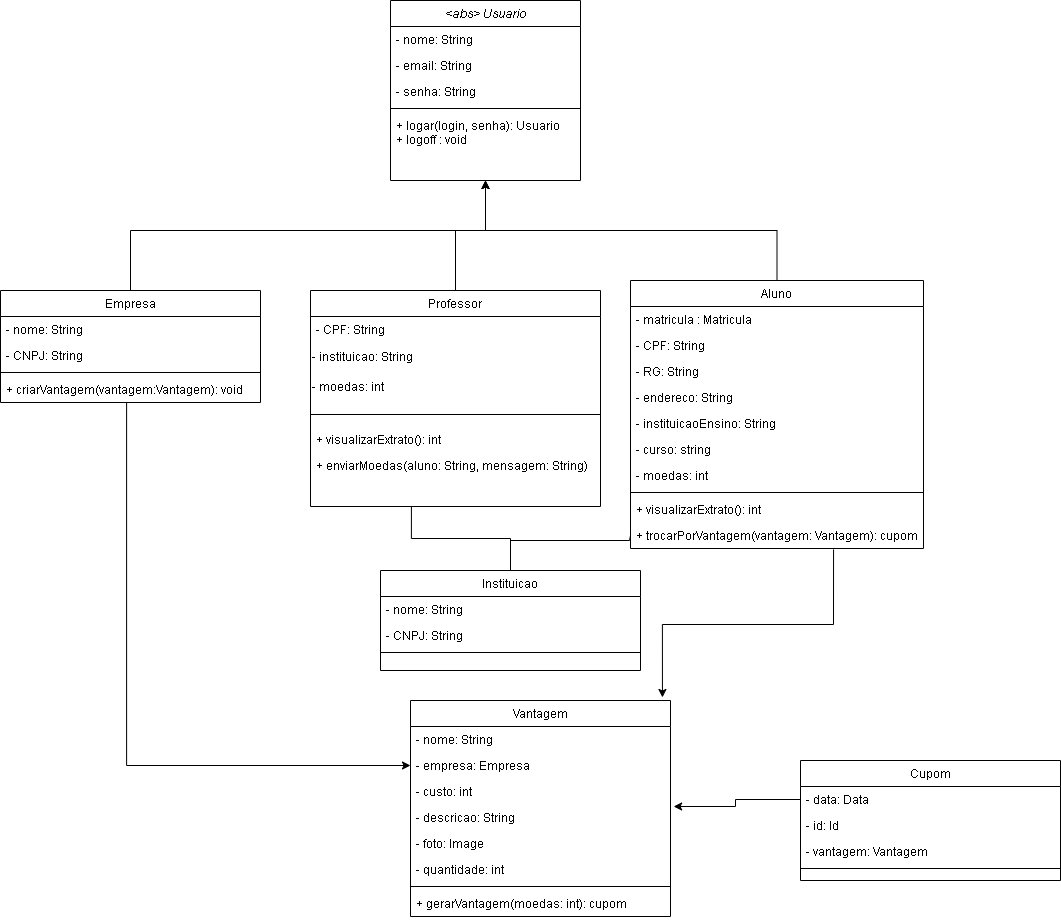 <abs> Usuario
- nome: String
- email: String
- senha: String
+ logar(login, senha): Usuario
+ logoff : void
Empresa
- nome: String
- CNPJ: String
+ criarVantagem(vantagem:Vantagem): void
Professor
- CPF: String
- instituicao: String
- moedas: int
+ visualizarExtrato(): int
+ enviarMoedas(aluno: String, mensagem: String)
Aluno
- matricula : Matricula
- CPF: String
- RG: String
- endereco: String
- instituicaoEnsino: String
- curso: string
- moedas: int
+ visualizarExtrato(): int
+ trocarPorVantagem(vantagem: Vantagem): cupom
Instituicao
- nome: String
- CNPJ: String
Vantagem
- nome: String
- empresa: Empresa
- custo: int
- descricao: String
- foto: Image
- quantidade: int
+ gerarVantagem(moedas: int): cupom
Cupom
- data: Data
- id: Id
- vantagem: Vantagem